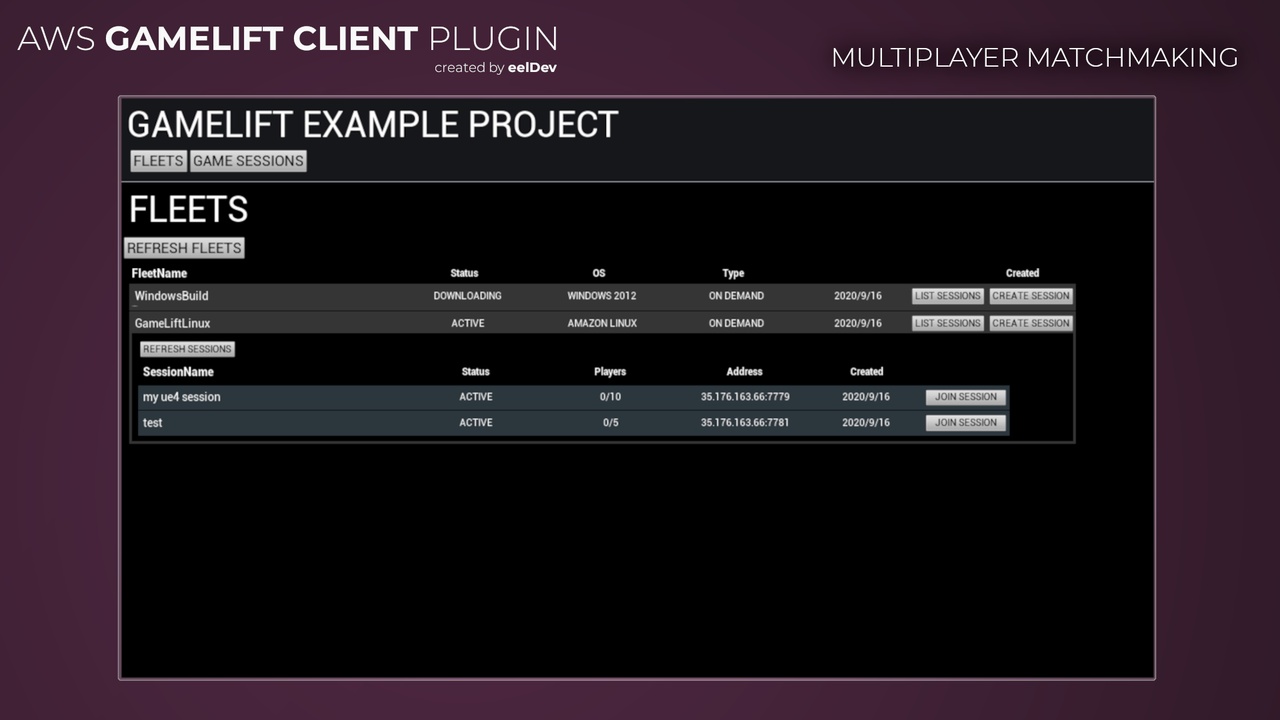 AWS GAMELIFT CLIENT PLUGIN
created by eelDev
MULTIPLAYER MATCHMAKING
GAMELIFT EXAMPLE PROJECT
FLEETS GAME SESSIONS
FLEETS
REFRESH FLEETS
FleetName Status OS Type Created
WindowsBuild DOWNLOADING WINDOWS 2012 ON DEMAND 2020/9/16 LIST SESSIONS CREATE SESSION
GameLiftLinux ACTIVE AMAZON LINUX ON DEMAND 2020/9/16 LIST SESSIONS CREATE SESSION
REFRESH SESSIONS
SessionName Status Players Address Created
my ue4 session ACTIVE 0/10 35.176.163.66:7779 2020/9/16 JOIN SESSION
test ACTIVE 0/5 35.176.163.66:7781 2020/9/16 JOIN SESSION